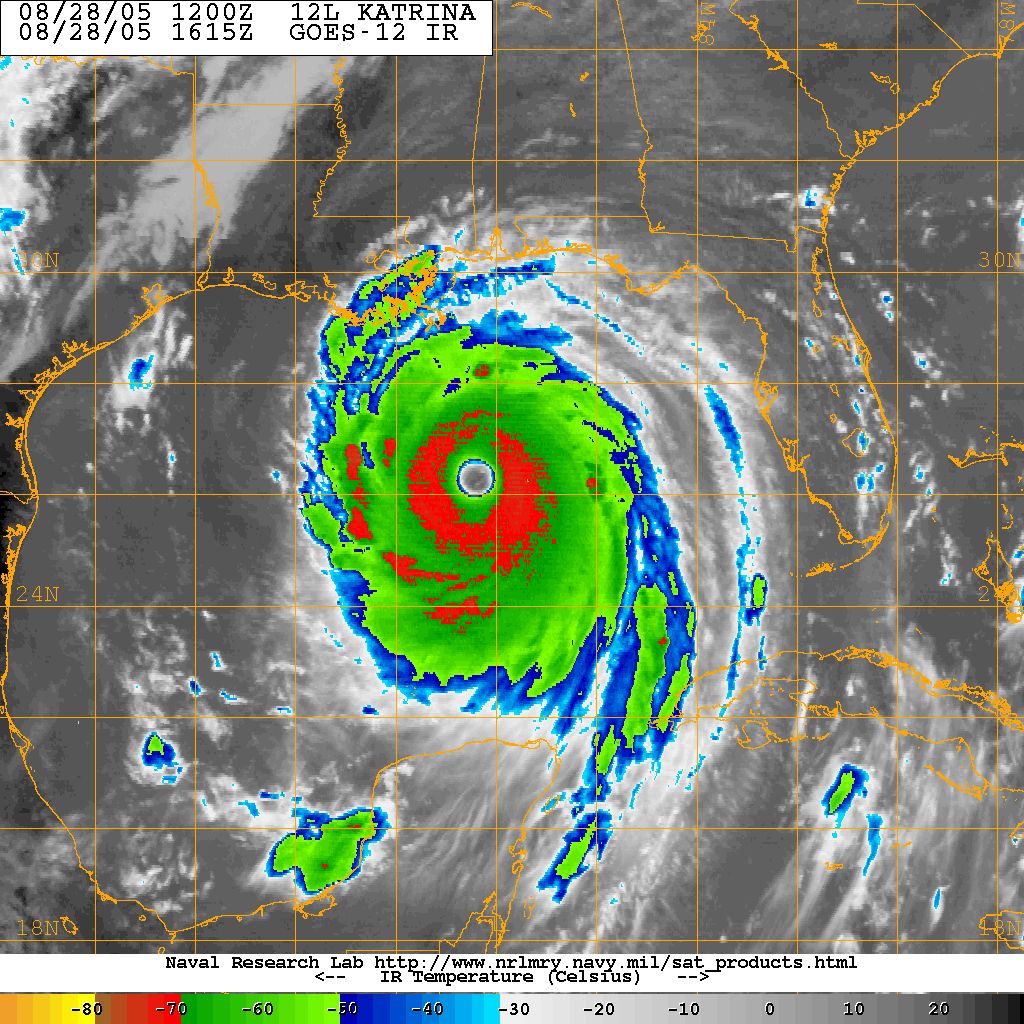 08/28/05 1200Z 12L KATRINA
08/28/05 1615Z GOES-12 IR
30N 30N
24N
18N 18N
Naval Research Lab http://www.nrlmry.navy.mil/sat_products.html
<-- IR Temperature (Celsius) -->
-80 -70 -60 -50 -40 -30 -20 -10 0 10 20